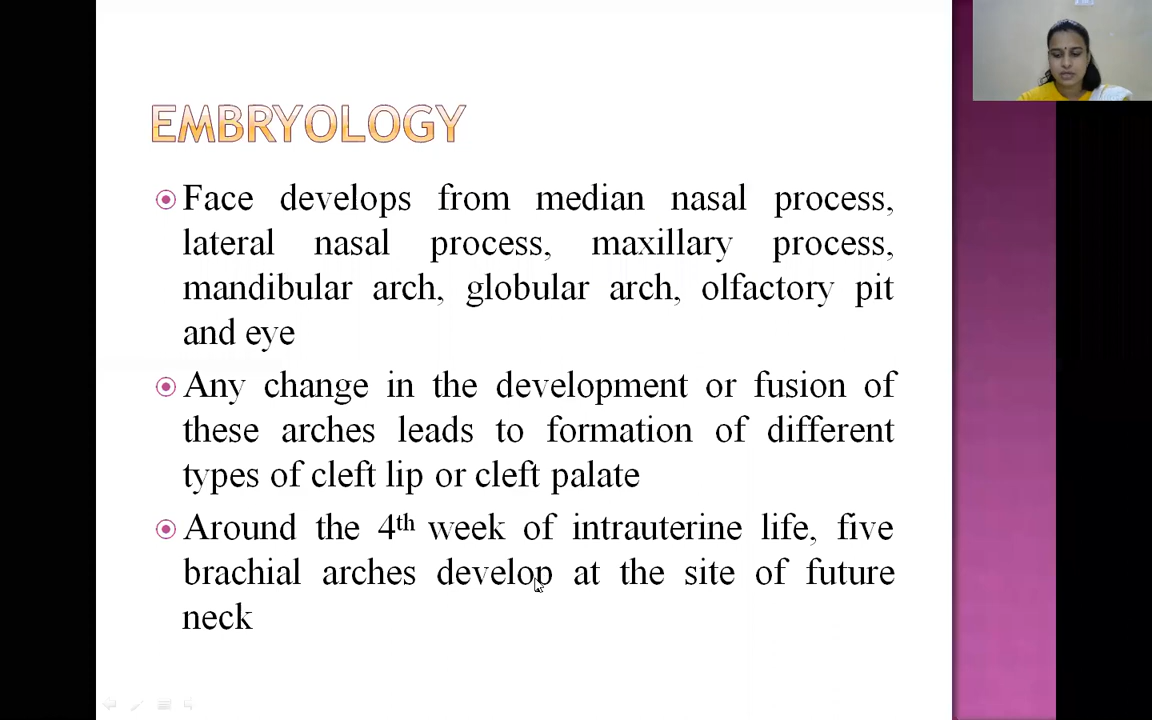 EMBRYOLOGY
Face develops from median nasal process,
lateral nasal process, maxillary process,
mandibular arch, globular arch, olfactory pit
and eye
Any change in the development or fusion of
these arches leads to formation of different
types of cleft lip or cleft palate
Around the 4th week of intrauterine life, five
brachial arches develop at the site of future
neck